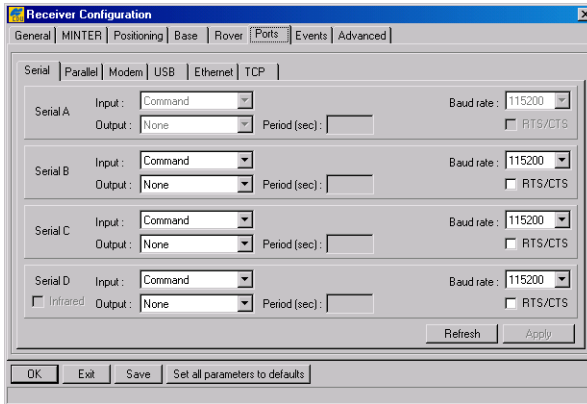 Receiver Configuration
General MINTER Positioning Base Rover Ports Events Advanced
Serial Parallel Modem USB Ethernet TCP
Serial A Input : Command Baud rate : 115200
Output : None Period (sec) : RTS/CTS
Serial B Input : Command Baud rate : 115200
Output : None Period (sec) : RTS/CTS
Serial C Input : Command Baud rate : 115200
Output : None Period (sec) : RTS/CTS
Serial D Input : Command Baud rate : 115200
Infrared Output : None Period (sec) : RTS/CTS
Refresh Apply
OK Exit Save Set all parameters to defaults